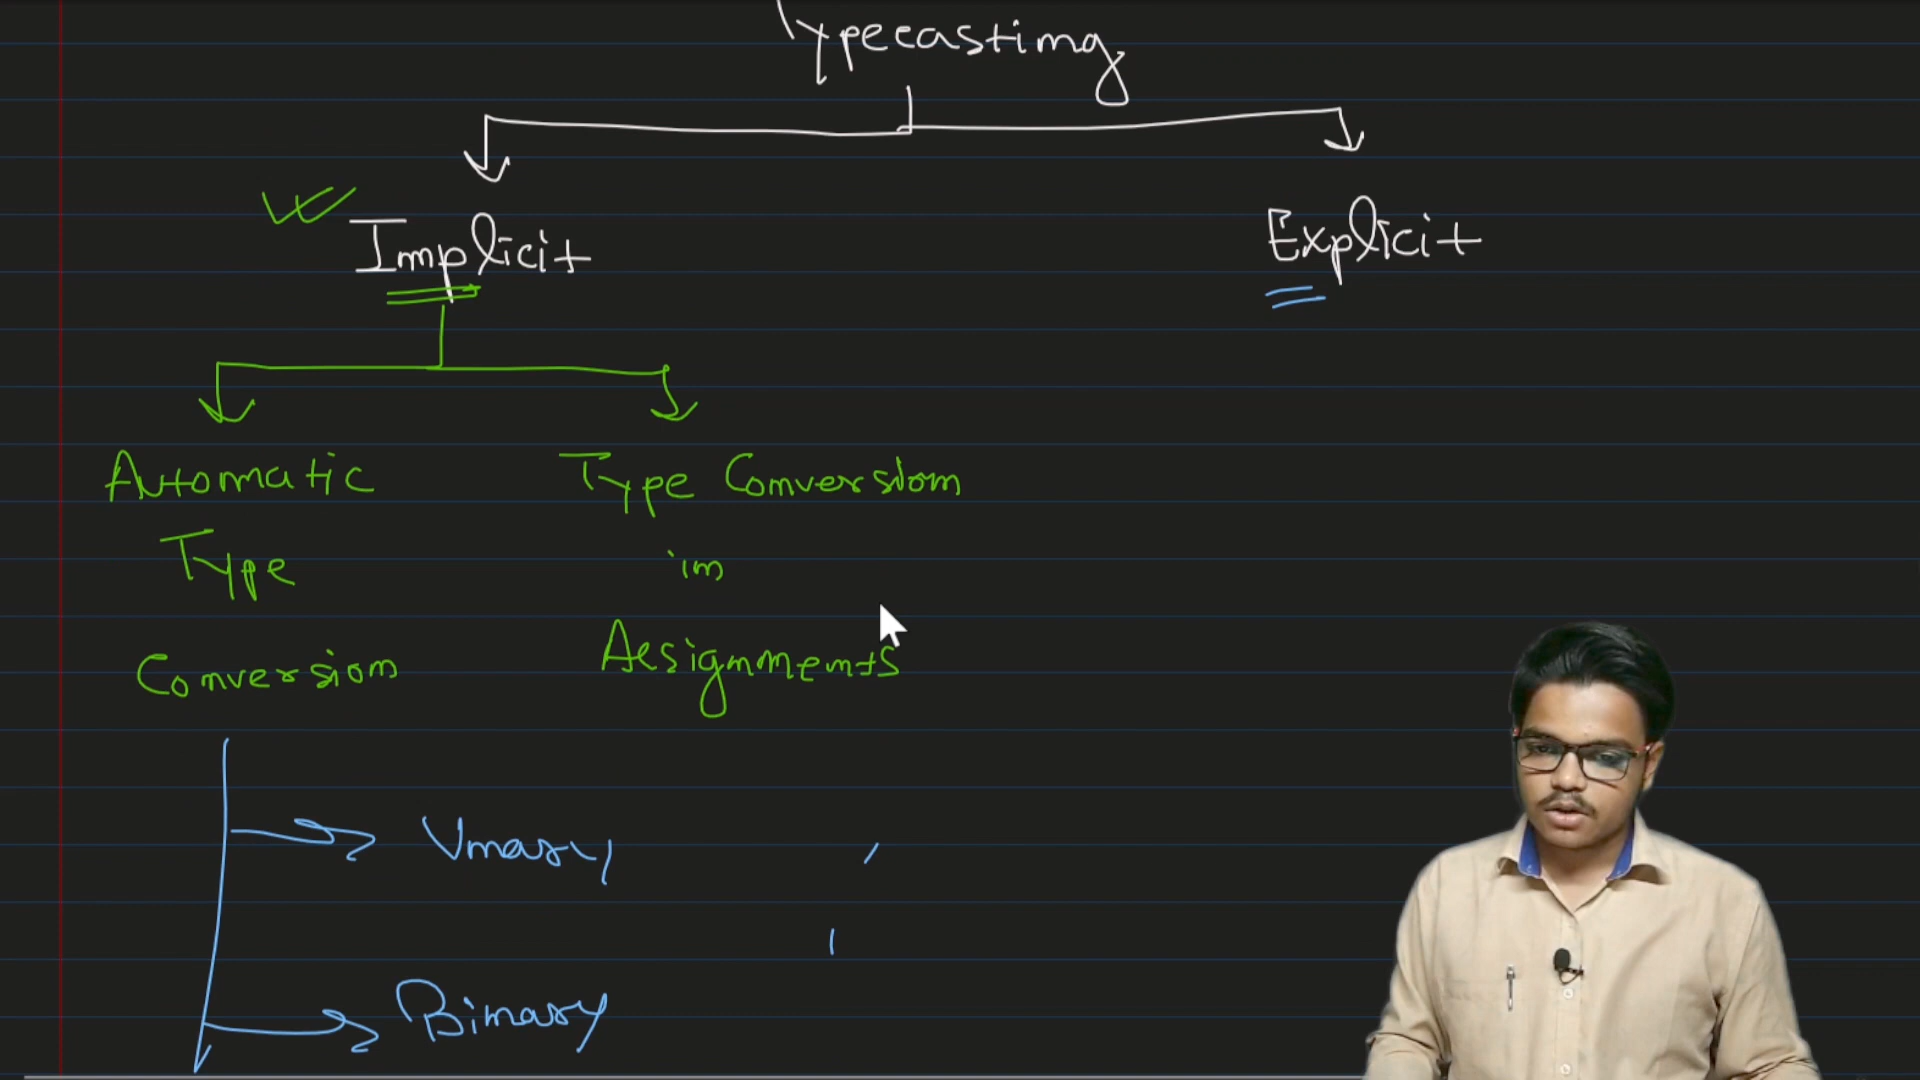 Typecasting
Implicit
Explicit
Automatic
Type
Conversion
Type Conversion
in
Assignments
Unary
Binary